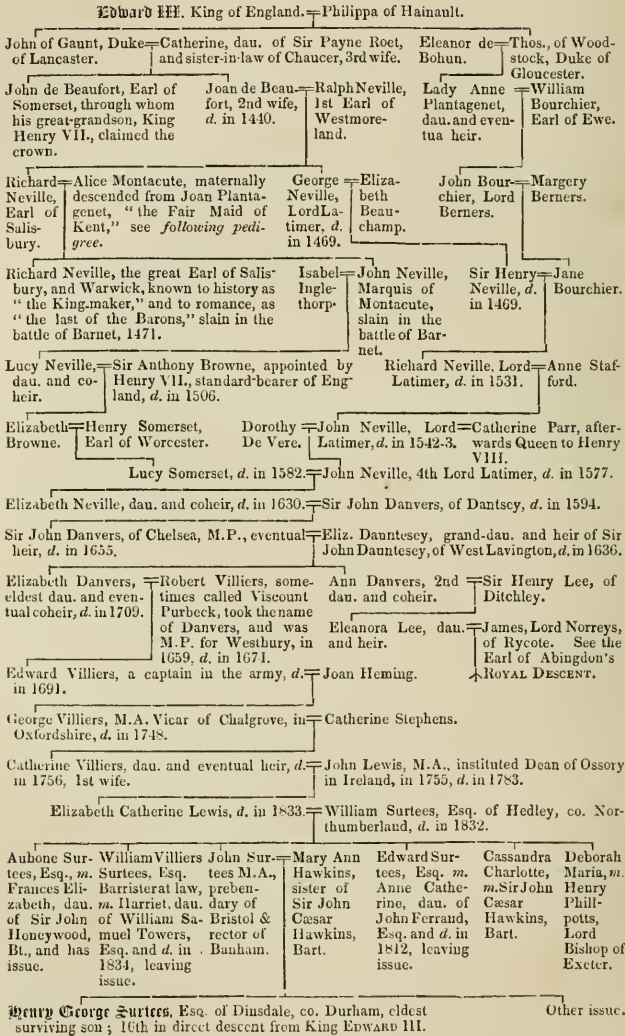 Edward III. King of England.=Philippa of Hainault.
John of Gaunt, Duke=Catherine, dau. of Sir Payne Roet,
of Lancaster. and sister-in-law of Chaucer, 3rd wife.
Eleanor de=Thos., of Wood-
Bohun. stock, Duke of
Gloucester.
John de Beaufort, Earl of
Somerset, through whom
his great-grandson, King
Henry VII., claimed the
crown.
Joan de Beau-=Ralph Neville,
fort, 2nd wife, 1st Earl of
d. in 1440. Westmore-
land.
Lady Anne =William
Plantagenet, Bourchier,
dau. and even- Earl of Ewe.
tua heir.
Richard=Alice Montacute, maternally
Neville, descended from Joan Planta-
Earl of genet, "the Fair Maid of
Salis- Kent," see following pedi-
bury. gree.
George =Eliza-
Neville, beth
Lord La- Beau-
timer, d. champ.
in 1469.
John Bour-=Margery
chier, Lord Berners.
Berners.
Richard Neville, the great Earl of Salis-
bury, and Warwick, known to history as
"the King-maker," and to romance, as
"the last of the Barons," slain in the
battle of Barnet, 1471.
Isabel=John Neville,
Ingle- Marquis of
thorp. Montacute,
slain in the
battle of Bar-
net.
Sir Henry=Jane
Neville, d. Bourchier.
in 1469.
Lucy Neville,=Sir Anthony Browne, appointed by
dau. and co- Henry VII., standard-bearer of Eng-
heir. land, d. in 1506.
Richard Neville, Lord=Anne Staf-
Latimer, d. in 1531. ford.
Elizabeth=Henry Somerset,
Browne. Earl of Worcester.
Dorothy =John Neville, Lord=Catherine Parr, after-
De Vere. Latimer, d. in 1542-3. wards Queen to Henry
VIII.
Lucy Somerset, d. in 1582.=John Neville, 4th Lord Latimer, d. in 1577.
Elizabeth Neville, dau. and coheir, d. in 1630.=Sir John Danvers, of Dantsey, d. in 1594.
Sir John Danvers, of Chelsea, M.P., eventual=Eliz. Dauntesey, grand-dau. and heir of Sir
heir, d. in 1655. John Dauntesey, of West Lavington, d. in 1636.
Elizabeth Danvers, =Robert Villiers, some-
eldest dau. and even- times called Viscount
tual coheir, d. in 1709. Purbeck, took the name
of Danvers, and was
M.P. for Westbury, in
1659, d. in 1674.
Ann Danvers, 2nd =Sir Henry Lee, of
dau. and coheir. Ditchley.
Eleanora Lee, dau.=James, Lord Norreys,
and heir. of Rycote. See the
Earl of Abingdon's
ROYAL DESCENT.
Edward Villiers, a captain in the army, d.=Joan Heming.
in 1691.
George Villiers, M.A. Vicar of Chalgrove, in=Catherine Stephens.
Oxfordshire, d. in 1748.
Catherine Villiers, dau. and eventual heir, d.=John Lewis, M.A., instituted Dean of Ossory
in 1756, 1st wife. in Ireland, in 1755, d. in 1783.
Elizabeth Catherine Lewis, d. in 1833.=William Surtees, Esq. of Hedley, co. Nor-
thumberland, d. in 1832.
Aubone Sur-
tees, Esq., m.
Frances Eli-
zabeth, dau.
of Sir John
Honeywood,
Bt., and has
issue.
William Villiers
Surtees, Esq.
Barrister at law,
m. Harriet, dau.
of William Sa-
muel Towers,
Esq. and d. in
1834, leaving
issue.
John Sur-=Mary Ann
tees M.A., Hawkins,
preben- sister of
dary of Sir John
Bristol & Cæsar
rector of Hawkins,
Banham. Bart.
Edward Sur-
tees, Esq. m.
Anne Cathe-
rine, dau. of
John Ferrand,
Esq. and d. in
1812, leaving
issue.
Cassandra
Charlotte,
m. Sir John
Cæsar
Hawkins,
Bart.
Deborah
Maria, m.
Henry
Phill-
potts,
Lord
Bishop of
Exeter.
Henry George Surtees, Esq. of Dinsdale, co. Durham, eldest
surviving son; 16th in direct descent from King EDWARD III.
Other issue.